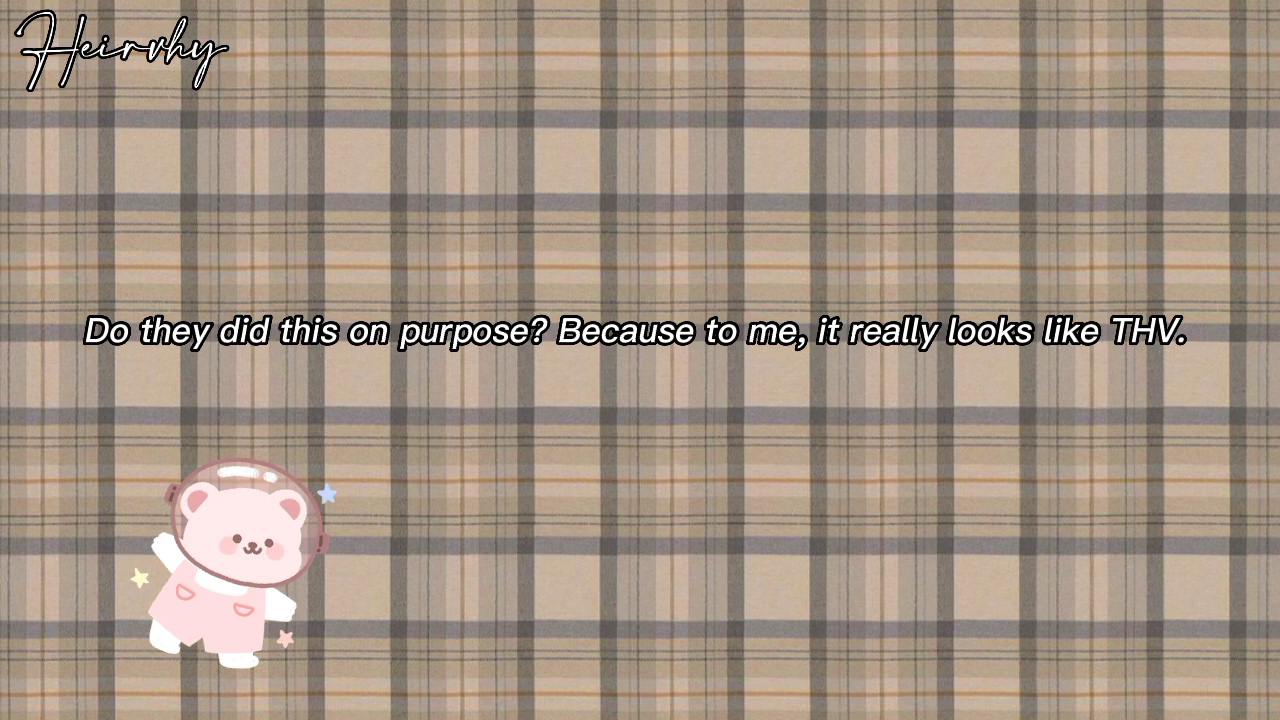 Heirvhy
Do they did this on purpose? Because to me, it really looks like THV.